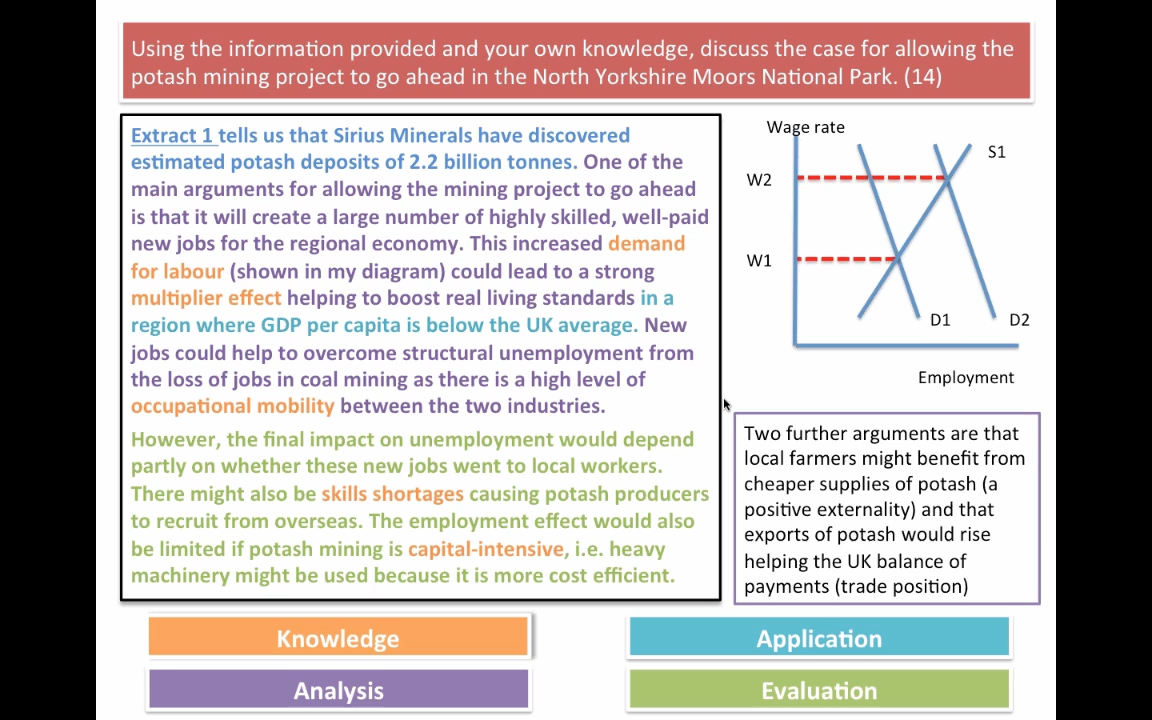 Using the information provided and your own knowledge, discuss the case for allowing the
potash mining project to go ahead in the North Yorkshire Moors National Park. (14)
Extract 1 tells us that Sirius Minerals have discovered
estimated potash deposits of 2.2 billion tonnes. One of the
main arguments for allowing the mining project to go ahead
is that it will create a large number of highly skilled, well-paid
new jobs for the regional economy. This increased demand
for labour (shown in my diagram) could lead to a strong
multiplier effect helping to boost real living standards in a
region where GDP per capita is below the UK average. New
jobs could help to overcome structural unemployment from
the loss of jobs in coal mining as there is a high level of
occupational mobility between the two industries.
However, the final impact on unemployment would depend
partly on whether these new jobs went to local workers.
There might also be skills shortages causing potash producers
to recruit from overseas. The employment effect would also
be limited if potash mining is capital-intensive, i.e. heavy
machinery might be used because it is more cost efficient.
Wage rate
S1
W2
W1
D1
D2
Employment
Two further arguments are that
local farmers might benefit from
cheaper supplies of potash (a
positive externality) and that
exports of potash would rise
helping the UK balance of
payments (trade position)
Knowledge
Application
Analysis
Evaluation